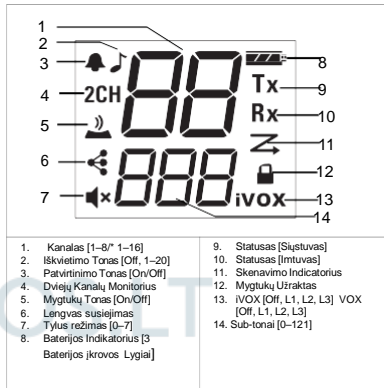 1
2
3
4
5
6
7
8
9
10
11
12
13
14
2CH
Tx
Rx
iVOX
1. Kanalas [1–8/* 1–16]
2. Iškvietimo Tonas [Off, 1–20]
3. Patvirtinimo Tonas [On/Off]
4. Dviejų Kanalų Monitorius
5. Mygtukų Tonas [On/Off]
6. Lengvas susiejimas
7. Tylus režimas [0–7]
8. Baterijos Indikatorius [3
Baterijos įkrovos Lygiai]
9. Statusas [Siųstuvas]
10. Statusas [Imtuvas]
11. Skenavimo Indicatorius
12. Mygtukų Užraktas
13. iVOX [Off, L1, L2, L3] VOX
[Off, L1, L2, L3]
14. Sub-tonai [0–121]